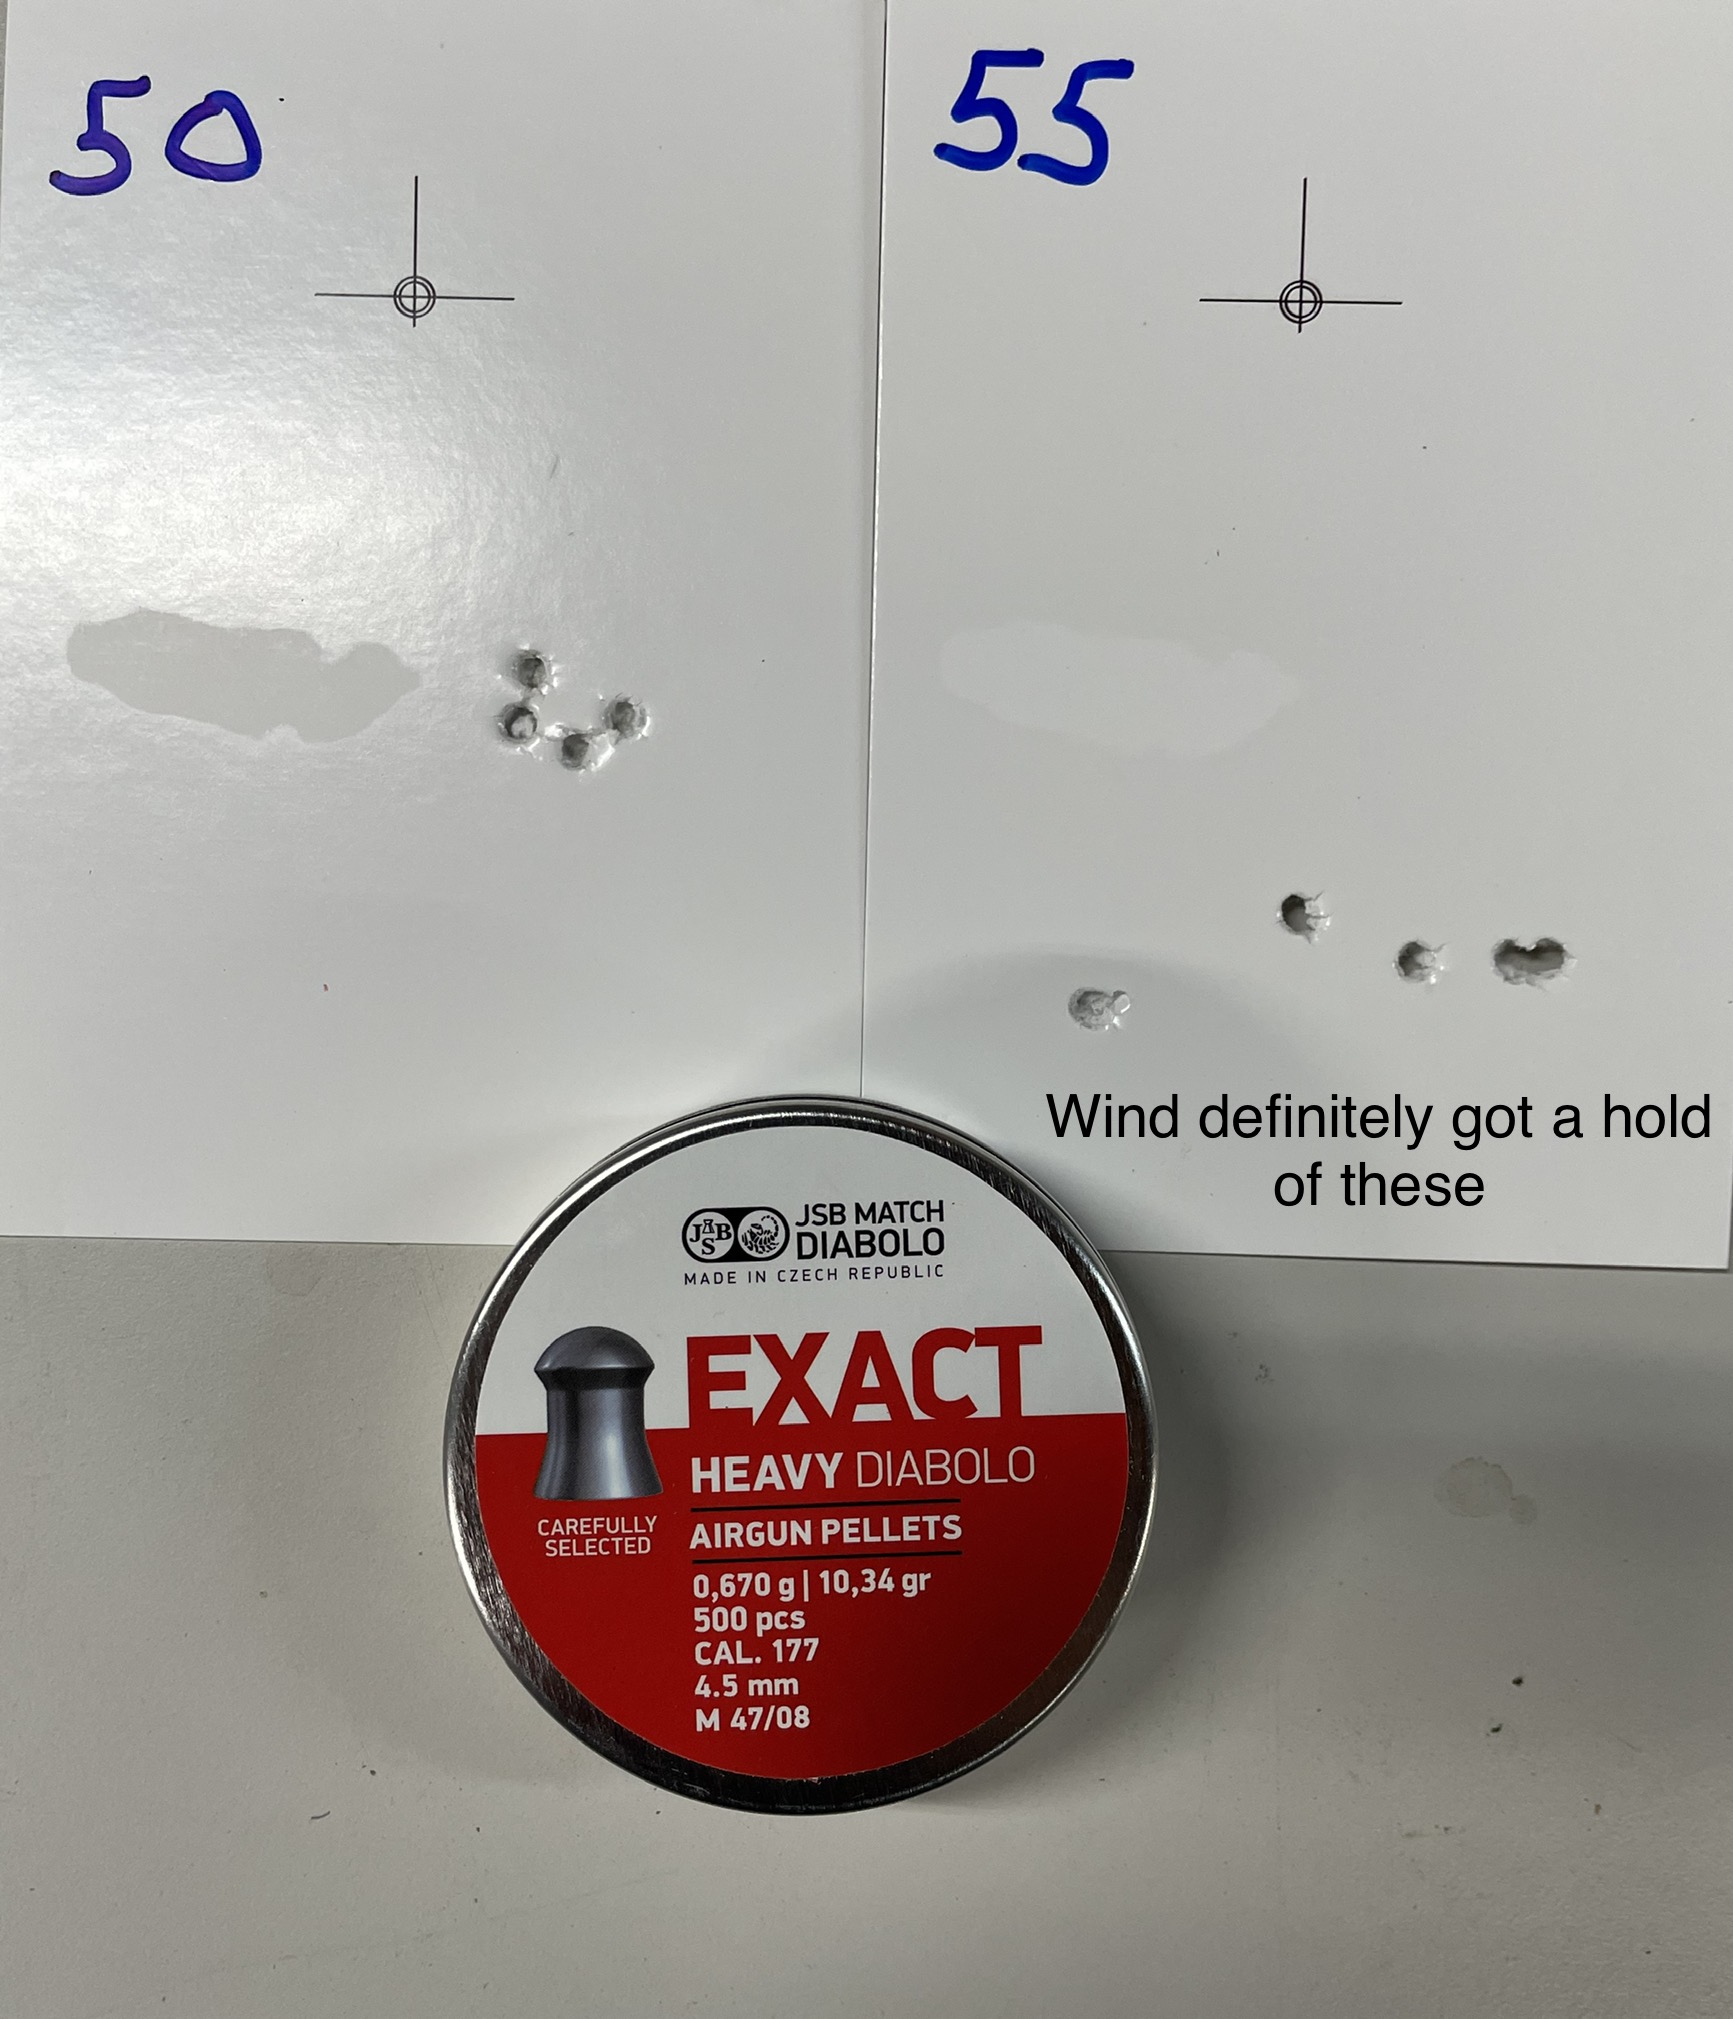 50
55
Wind definitely got a hold
of these
JSB
JSB MATCH
DIABOLO
MADE IN CZECH REPUBLIC
EXACT
HEAVY DIABOLO
AIRGUN PELLETS
CAREFULLY
SELECTED
0,670 g | 10,34 gr
500 pcs
CAL. 177
4.5 mm
M 47/08